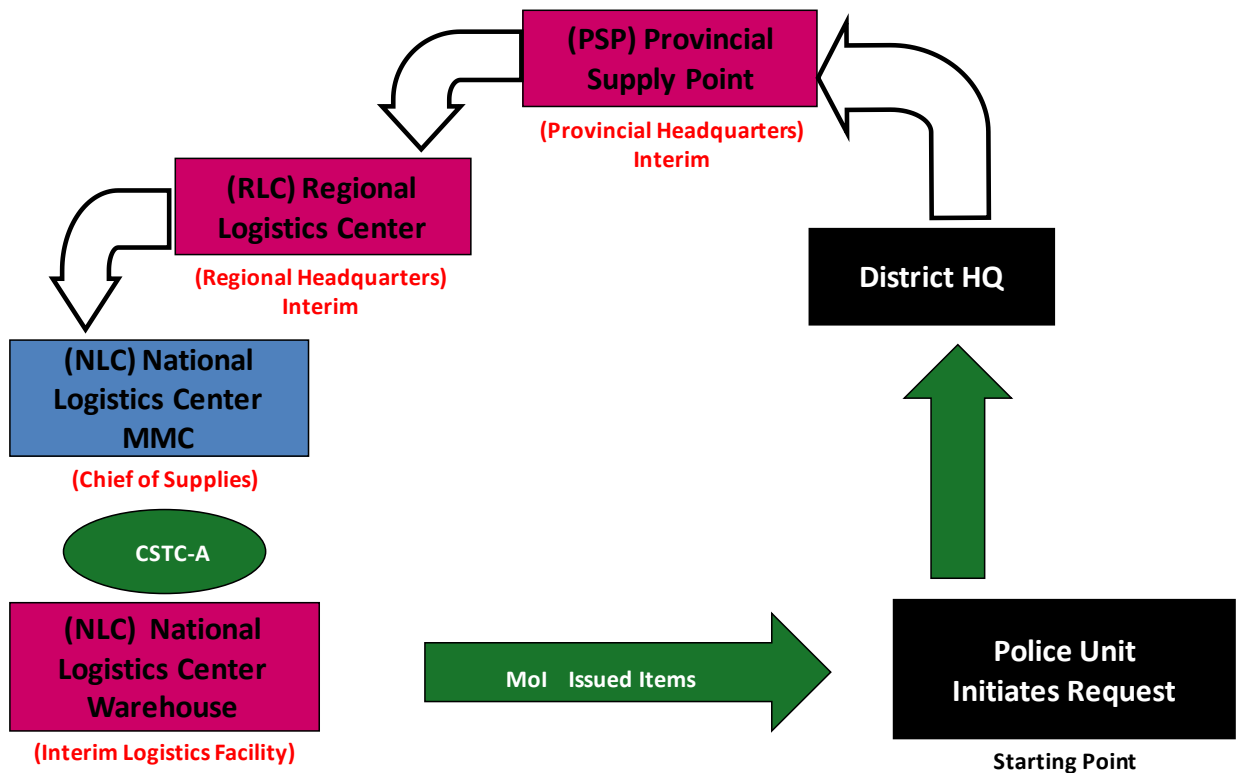 (PSP) Provincial
Supply Point
(Provincial Headquarters)
Interim
(RLC) Regional
Logistics Center
(Regional Headquarters)
Interim
District HQ
(NLC) National
Logistics Center
MMC
(Chief of Supplies)
CSTC-A
(NLC) National
Logistics Center
Warehouse
(Interim Logistics Facility)
MoI Issued Items
Police Unit
Initiates Request
Starting Point